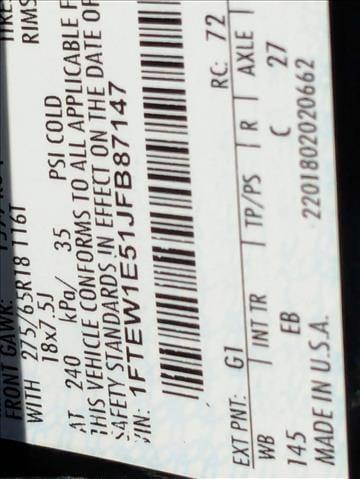 FRONT GAWR:
RIMS
WITH 275/65R18 116T
18x7.5J
AT 240 kPa/ 35 PSI COLD
THIS VEHICLE CONFORMS TO ALL APPLICABLE F
SAFETY STANDARDS IN EFFECT ON THE DATE OF
VIN: 1FTEW1E51JFB87147
EXT PNT: G1 RC: 72
WB INT TR TP/PS R AXLE
145 EB C 27
MADE IN U.S.A. 2201802020662